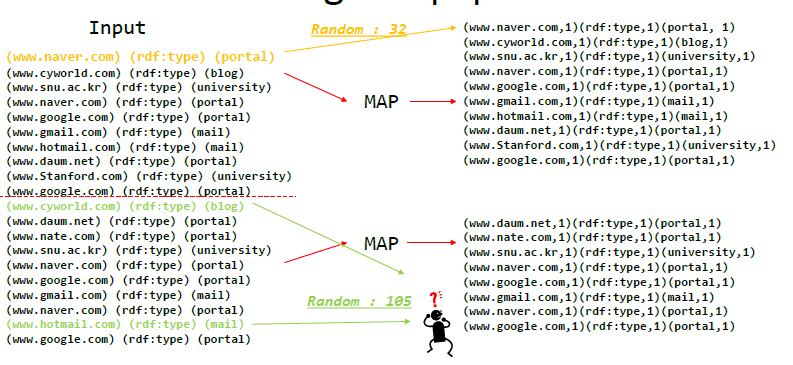 Input
(www.naver.com) (rdf:type) (portal)
(www.cyworld.com) (rdf:type) (blog)
(www.snu.ac.kr) (rdf:type) (university)
(www.naver.com) (rdf:type) (portal)
(www.google.com) (rdf:type) (portal)
(www.gmail.com) (rdf:type) (mail)
(www.hotmail.com) (rdf:type) (mail)
(www.daum.net) (rdf:type) (portal)
(www.Stanford.com) (rdf:type) (university)
(www.google.com) (rdf:type) (portal)
(www.cyworld.com) (rdf:type) (blog)
(www.daum.net) (rdf:type) (portal)
(www.nate.com) (rdf:type) (portal)
(www.snu.ac.kr) (rdf:type) (university)
(www.naver.com) (rdf:type) (portal)
(www.google.com) (rdf:type) (portal)
(www.gmail.com) (rdf:type) (mail)
(www.naver.com) (rdf:type) (portal)
(www.hotmail.com) (rdf:type) (mail)
(www.google.com) (rdf:type) (portal)
Random : 32
MAP
MAP
Random : 105
?
(www.naver.com,1)(rdf:type,1)(portal, 1)
(www.cyworld.com,1)(rdf:type,1)(blog,1)
(www.snu.ac.kr,1)(rdf:type,1)(university,1)
(www.naver.com,1)(rdf:type,1)(portal,1)
(www.google.com,1)(rdf:type,1)(portal,1)
(www.gmail.com,1)(rdf:type,1)(mail,1)
(www.hotmail.com,1)(rdf:type,1)(mail,1)
(www.daum.net,1)(rdf:type,1)(portal,1)
(www.Stanford.com,1)(rdf:type,1)(university,1)
(www.google.com,1)(rdf:type,1)(portal,1)
(www.daum.net,1)(rdf:type,1)(portal,1)
(www.nate.com,1)(rdf:type,1)(portal,1)
(www.snu.ac.kr,1)(rdf:type,1)(university,1)
(www.naver.com,1)(rdf:type,1)(portal,1)
(www.google.com,1)(rdf:type,1)(portal,1)
(www.gmail.com,1)(rdf:type,1)(mail,1)
(www.naver.com,1)(rdf:type,1)(portal,1)
(www.google.com,1)(rdf:type,1)(portal,1)